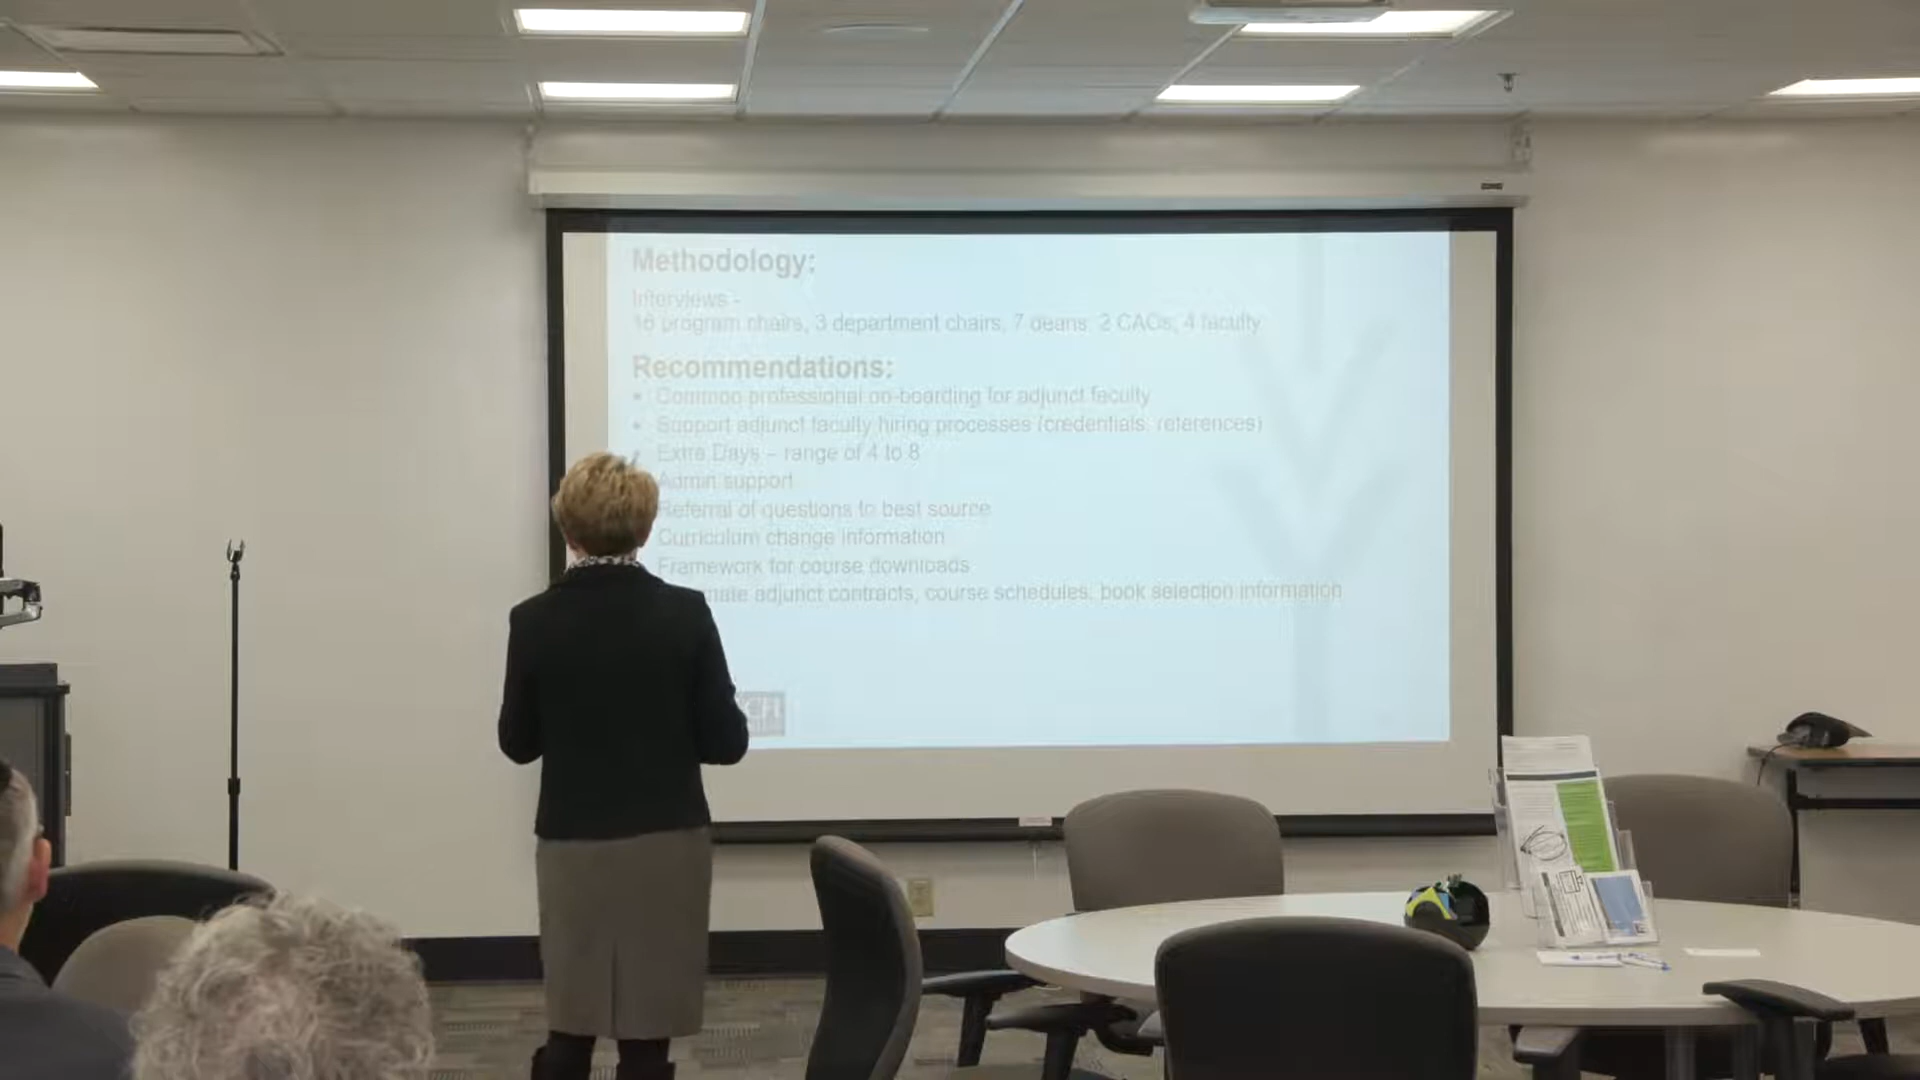 Methodology:
Interviews -
16 program chairs, 3 department chairs, 7 deans, 2 CAOs, 4 faculty
Recommendations:
• Common professional on-boarding for adjunct faculty
• Support adjunct faculty hiring processes (credentials, references)
Extra Days – range of 4 to 8
Admin support
Referral of questions to best source
Curriculum change information
Framework for course downloads
nate adjunct contracts, course schedules, book selection information